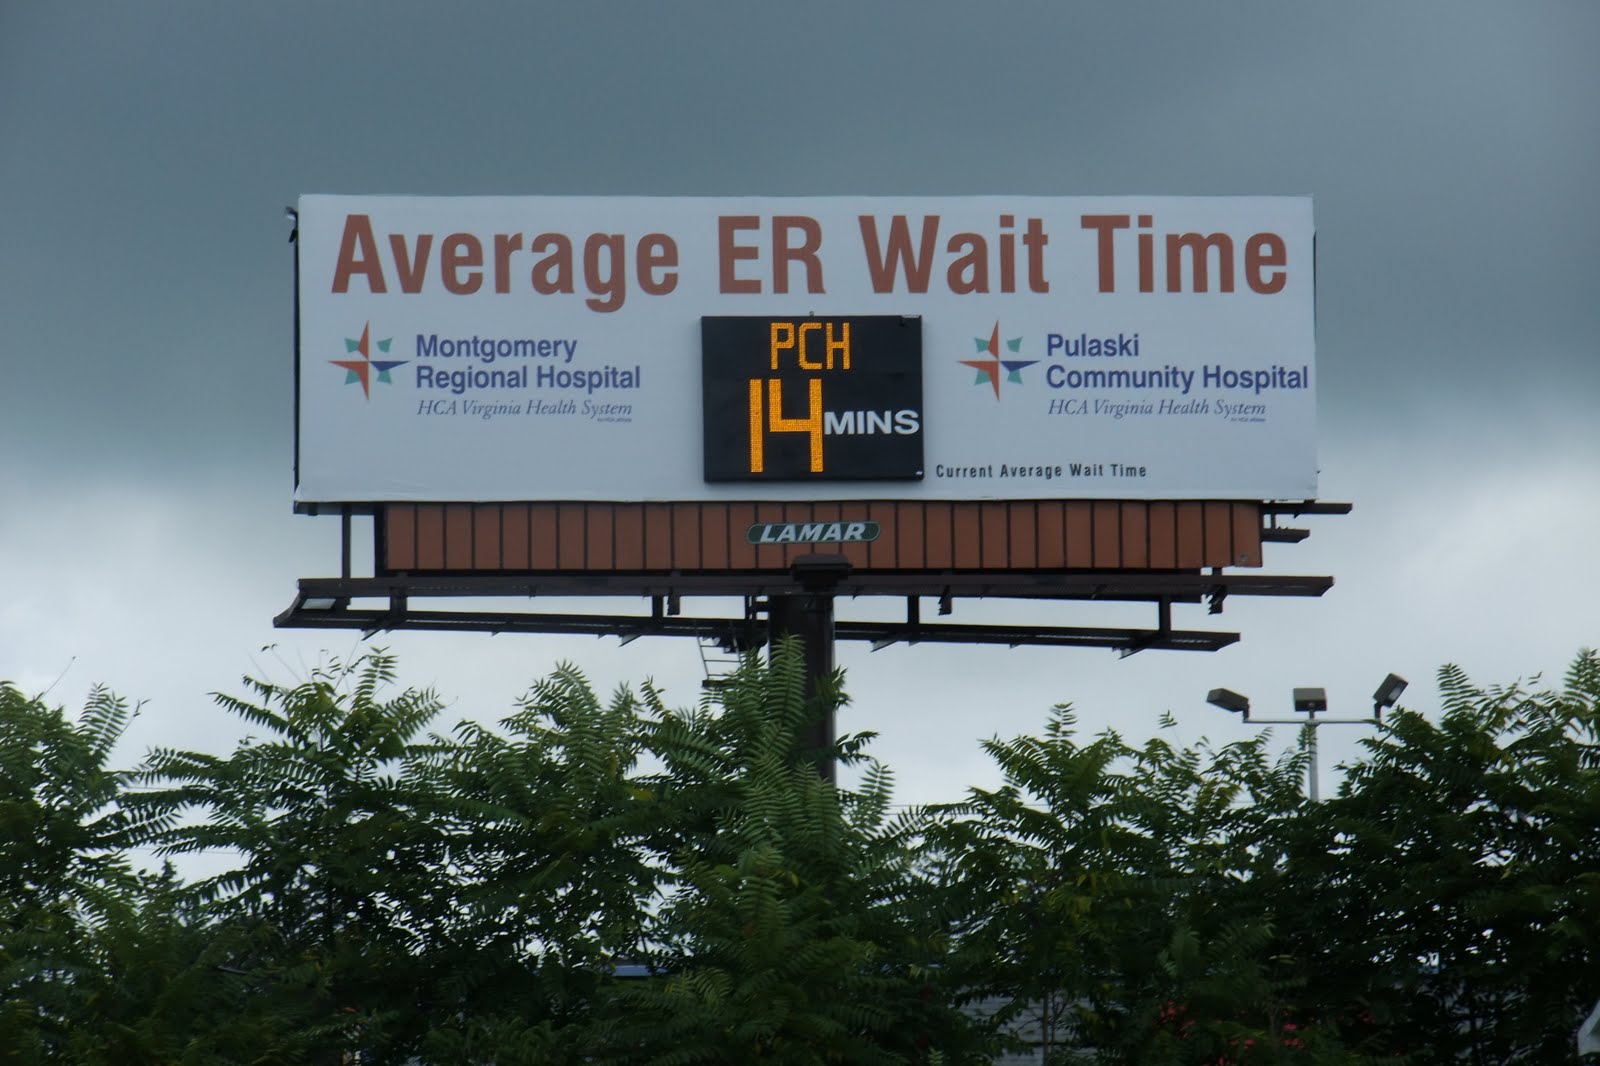 Average ER Wait Time
Montgomery
Regional Hospital
HCA Virginia Health System
PCH
14 MINS
Pulaski
Community Hospital
HCA Virginia Health System
Current Average Wait Time
LAMAR